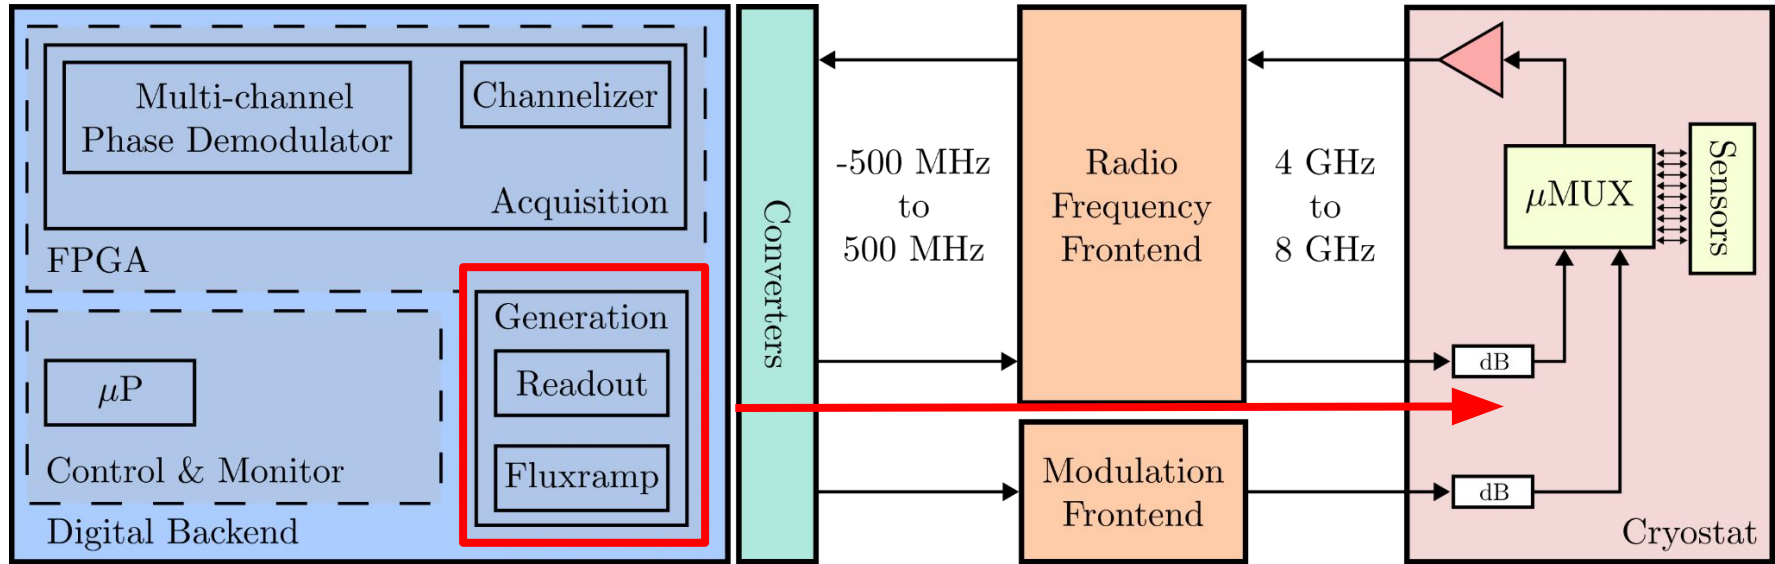 Multi-channel
Phase Demodulator
Channelizer
Acquisition
FPGA
Generation
Readout
Fluxramp
μP
Control & Monitor
Digital Backend
Converters
-500 MHz
to
500 MHz
Radio
Frequency
Frontend
Modulation
Frontend
4 GHz
to
8 GHz
μMUX
Sensors
dB
dB
Cryostat